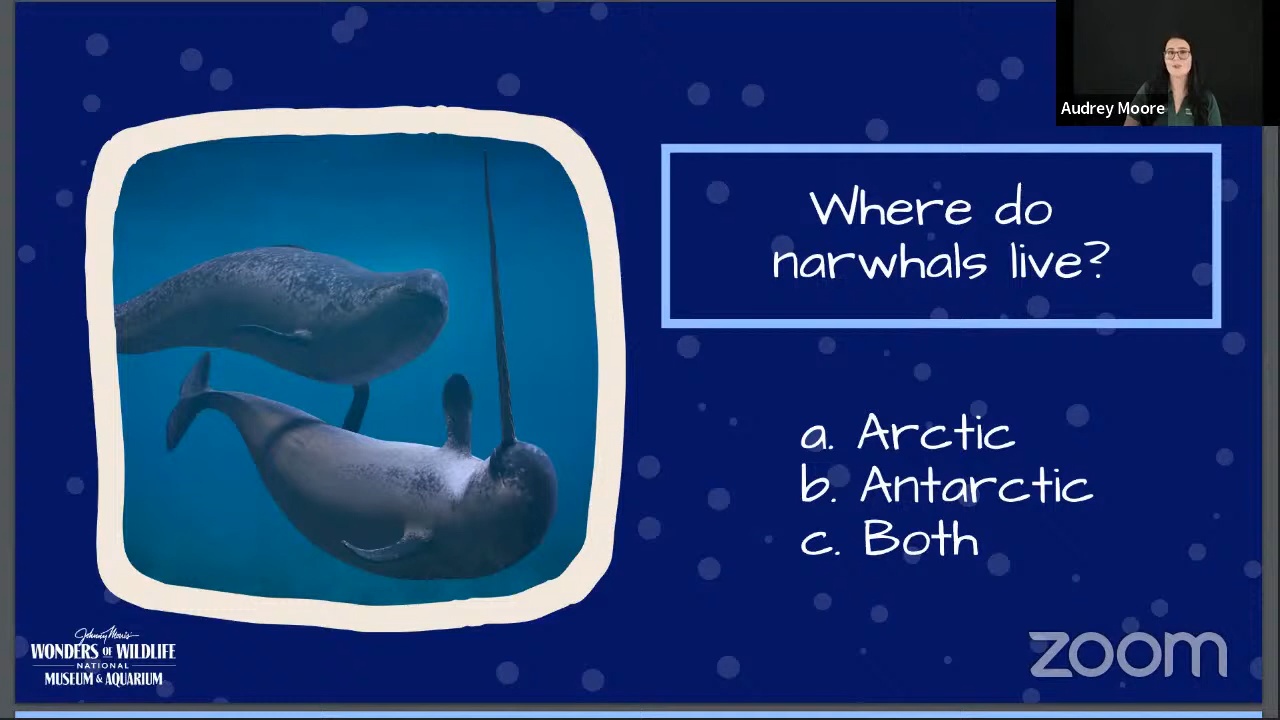 Audrey Moore
Where do
narwhals live?
a. Arctic
b. Antarctic
c. Both
Johnny Morris'
WONDERS OF WILDLIFE
NATIONAL
MUSEUM & AQUARIUM
zoom